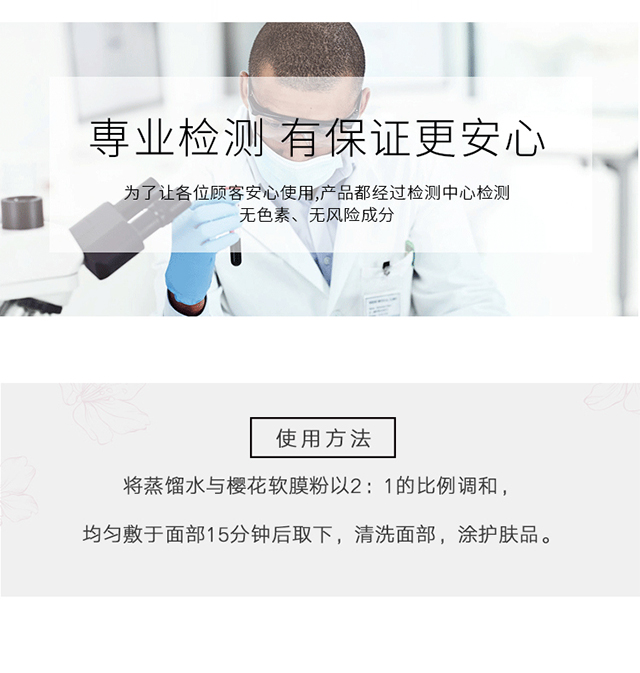 専业检测 有保证更安心
为了让各位顾客安心使用,产品都经过检测中心检测
无色素、无风险成分
使用方法
将蒸馏水与樱花软膜粉以2：1的比例调和，
均匀敷于面部15分钟后取下，清洗面部，涂护肤品。